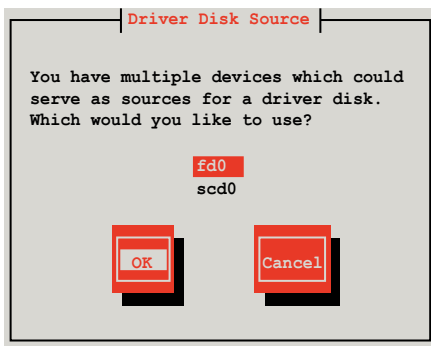 Driver Disk Source
You have multiple devices which could
serve as sources for a driver disk.
Which would you like to use?
fd0
scd0
OK
Cancel